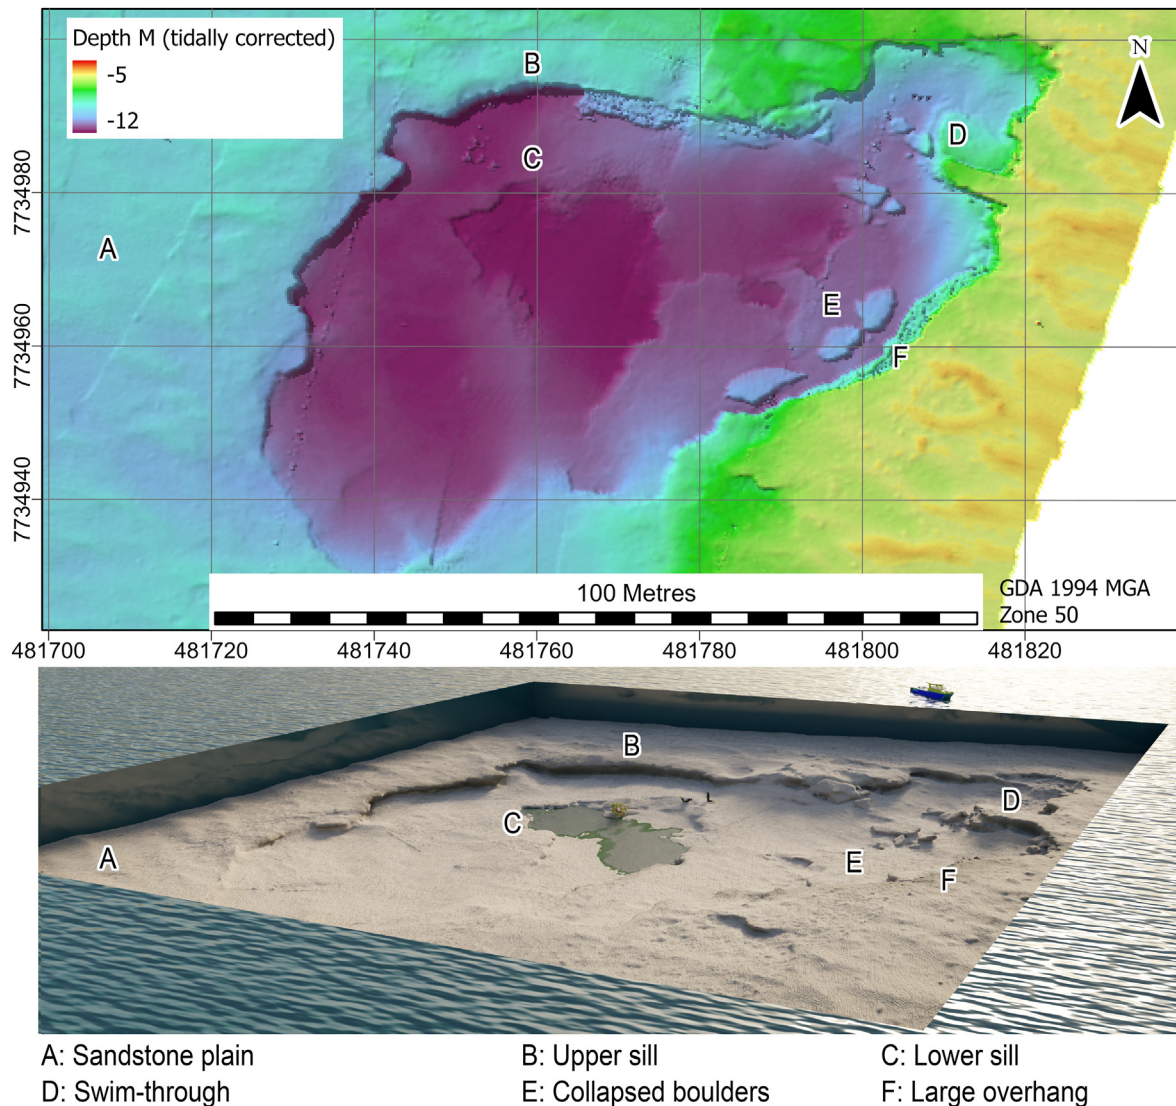 Depth M (tidally corrected)
-5
-12
B
N
D
C
A
E
F
7734980
7734960
7734940
100 Metres
GDA 1994 MGA
Zone 50
481700 481720 481740 481760 481780 481800 481820
B
D
C
A
E
F
A: Sandstone plain B: Upper sill C: Lower sill
D: Swim-through E: Collapsed boulders F: Large overhang